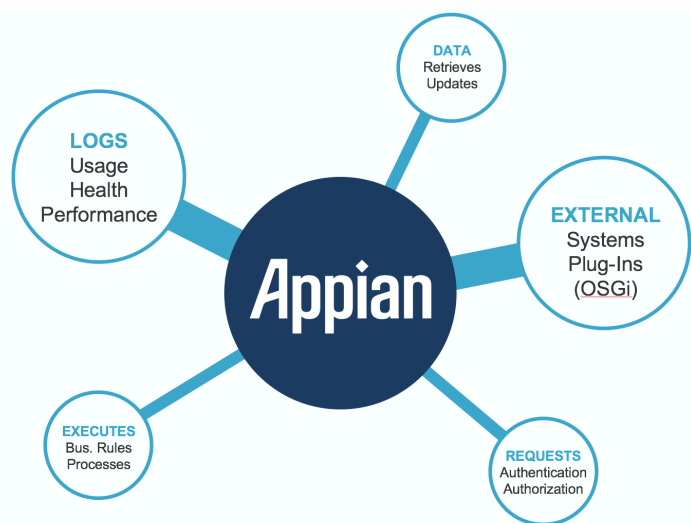 DATA
Retrieves
Updates
LOGS
Usage
Health
Performance
EXTERNAL
Systems
Plug-Ins
(OSGi)
Appian
EXECUTES
Bus. Rules
Processes
REQUESTS
Authentication
Authorization